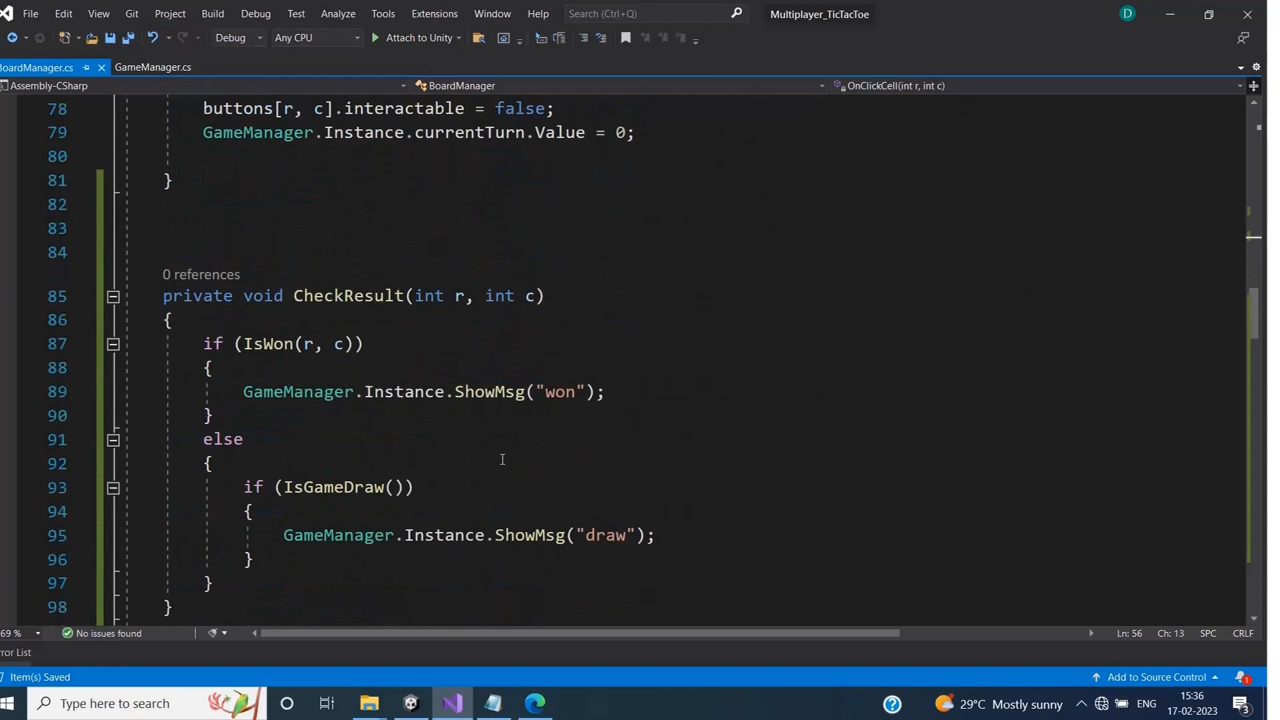 File Edit View Git Project Build Debug Test Analyze Tools Extensions Window Help Search (Ctrl+Q) Multiplayer_TicTacToe D
Debug Any CPU Attach to Unity
BoardManager.cs GameManager.cs
Assembly-CSharp BoardManager OnClickCell(int r, int c)
78 buttons[r, c].interactable = false;
79 GameManager.Instance.currentTurn.Value = 0;
80
81 }
82
83
84
0 references
85 private void CheckResult(int r, int c)
86 {
87 if (IsWon(r, c))
88 {
89 GameManager.Instance.ShowMsg("won");
90 }
91 else
92 {
93 if (IsGameDraw())
94 {
95 GameManager.Instance.ShowMsg("draw");
96 }
97 }
98 }
69 % No issues found Ln: 56 Ch: 13 SPC CRLF
rror List
Item(s) Saved Add to Source Control 1
Type here to search 29°C Mostly sunny ENG 15:36 17-02-2023 3